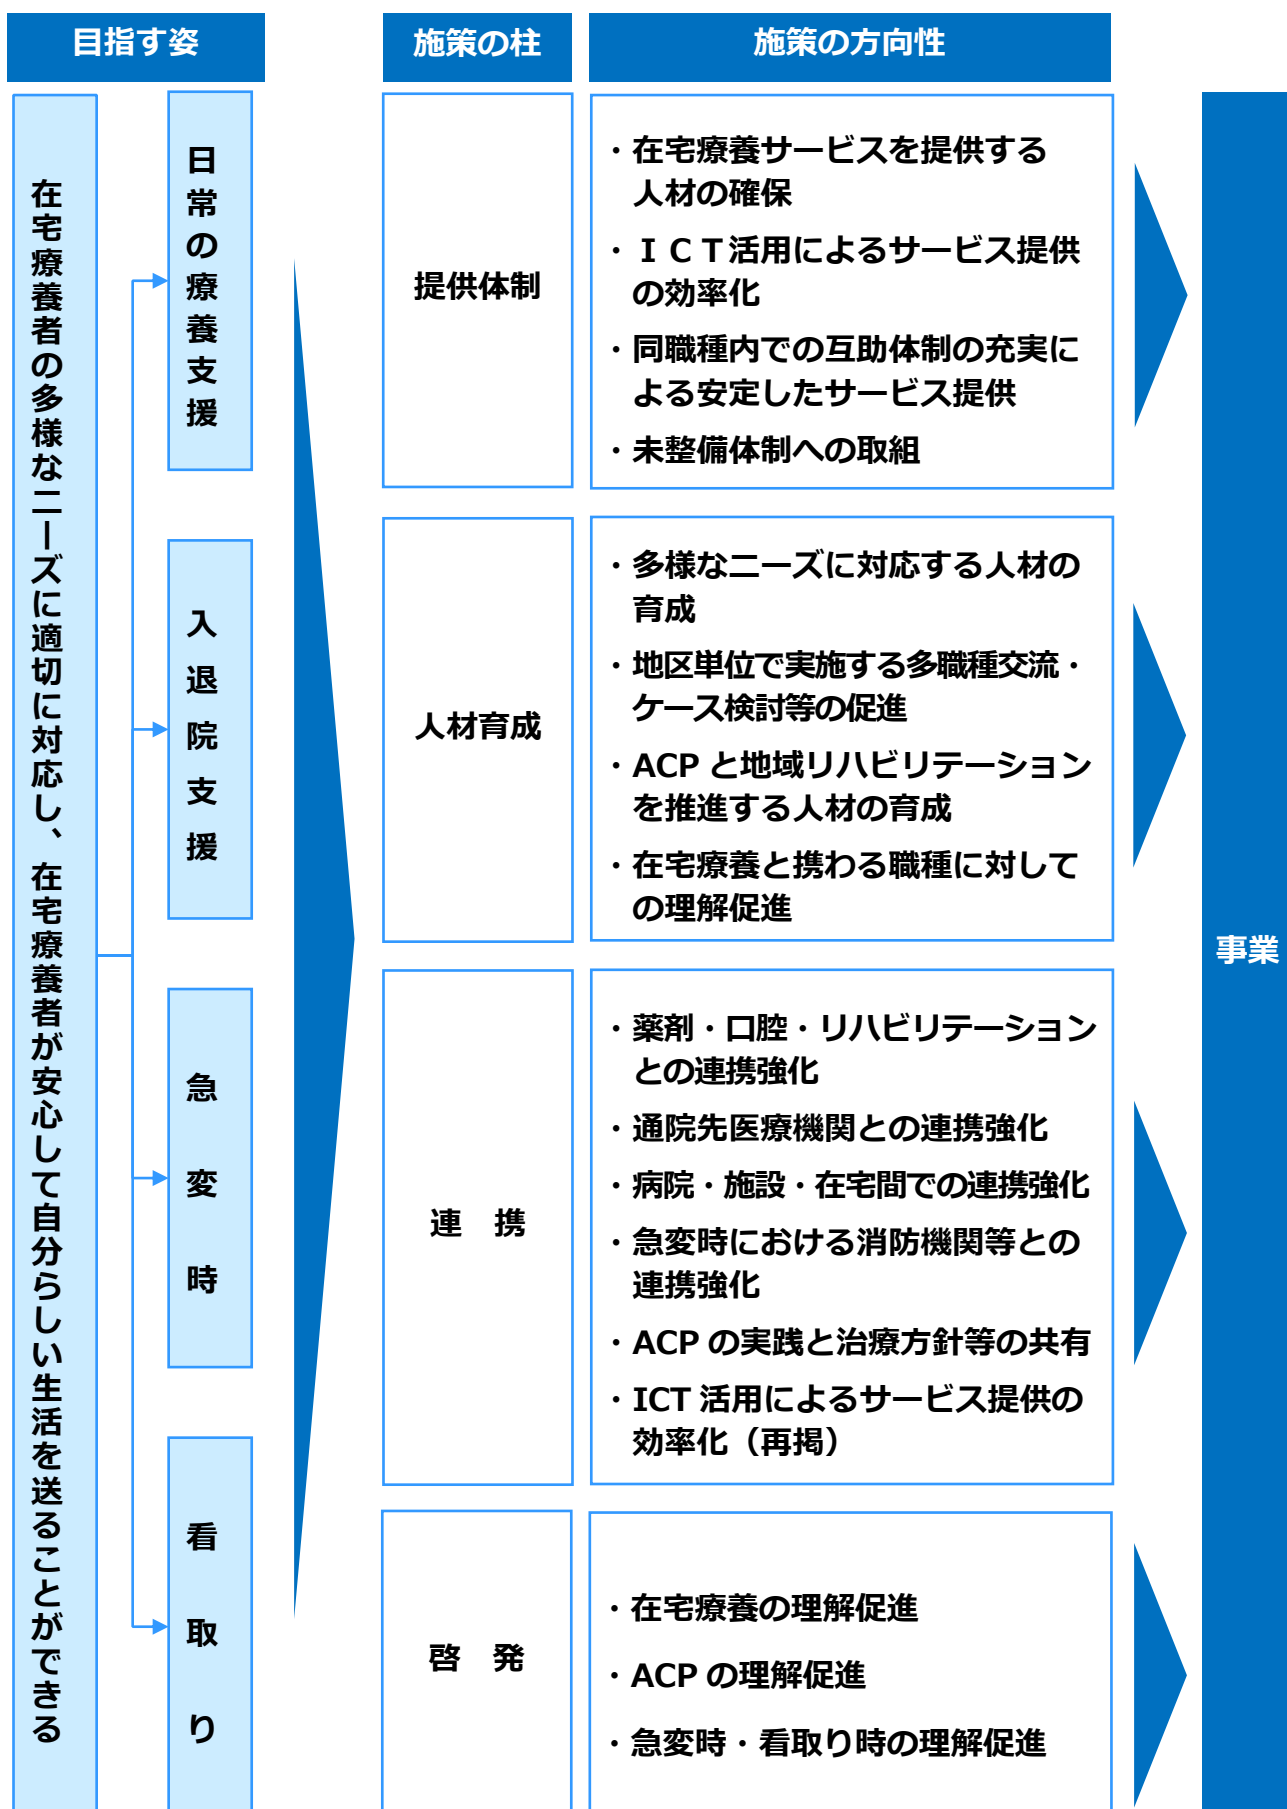 目指す姿
施策の柱
施策の方向性
在宅療養者の多様なニーズに適切に対応し、在宅療養者が安心して自分らしい生活を送ることができる
日常の療養支援
入退院支援
急変時
看取り
提供体制
・在宅療養サービスを提供する
人材の確保
・ＩＣＴ活用によるサービス提供
の効率化
・同職種内での互助体制の充実に
よる安定したサービス提供
・未整備体制への取組
人材育成
・多様なニーズに対応する人材の
育成
・地区単位で実施する多職種交流・
ケース検討等の促進
・ACP と地域リハビリテーション
を推進する人材の育成
・在宅療養と携わる職種に対して
の理解促進
連　携
・薬剤・口腔・リハビリテーション
との連携強化
・通院先医療機関との連携強化
・病院・施設・在宅間での連携強化
・急変時における消防機関等との
連携強化
・ACP の実践と治療方針等の共有
・ICT 活用によるサービス提供の
効率化（再掲）
啓　発
・在宅療養の理解促進
・ACP の理解促進
・急変時・看取り時の理解促進
事業